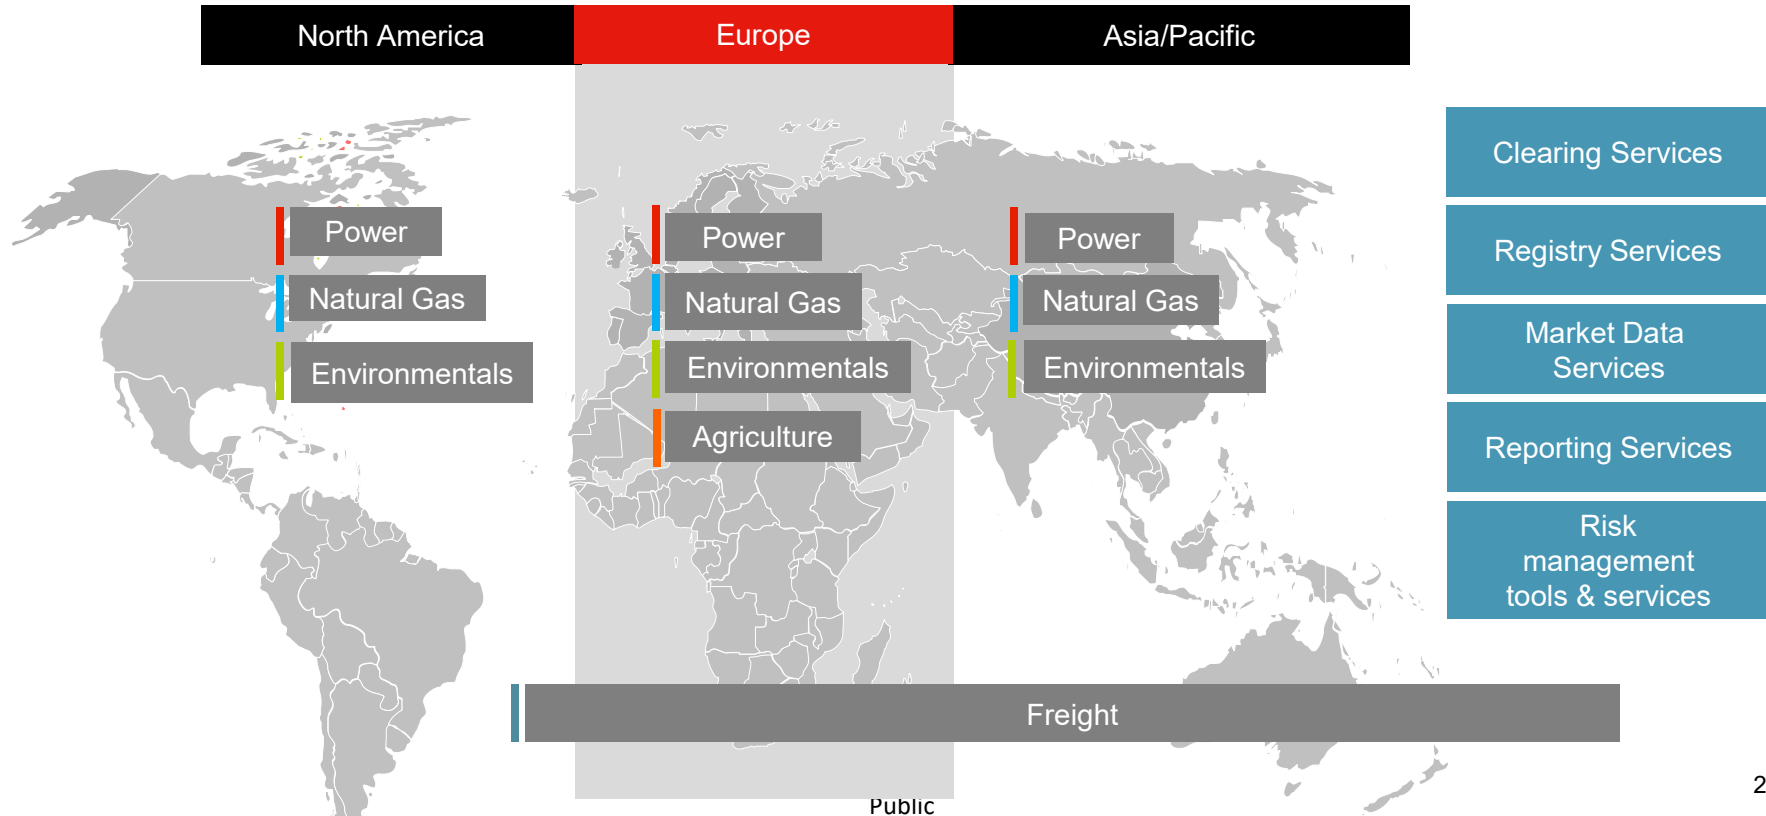 North America
Europe
Asia/Pacific
Power
Natural Gas
Environmentals
Power
Natural Gas
Environmentals
Agriculture
Power
Natural Gas
Environmentals
Freight
Clearing Services
Registry Services
Market Data
Services
Reporting Services
Risk
management
tools & services
Public
2